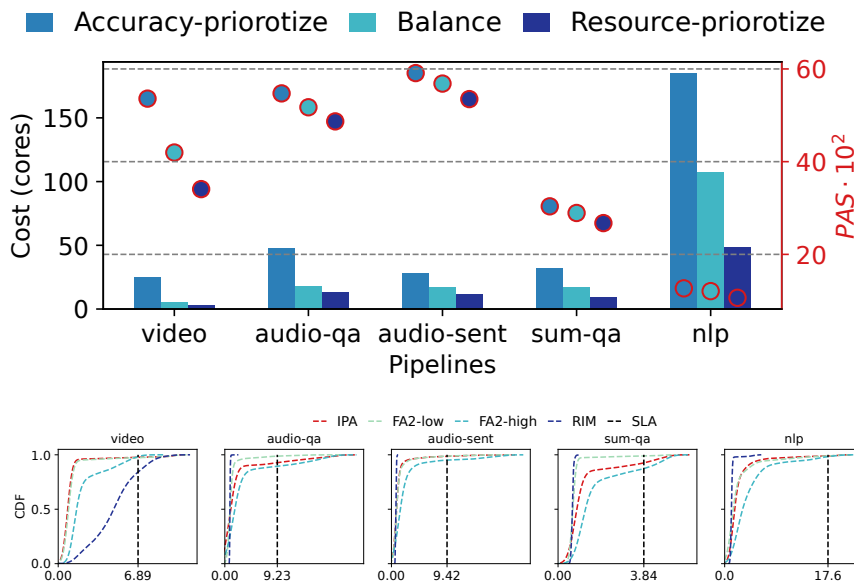 Accuracy-priorotize Balance Resource-priorotize
Cost (cores)
150
100
50
0
60
40
20
PAS · 10²
video audio-qa audio-sent sum-qa nlp
Pipelines
IPA FA2-low FA2-high RIM SLA
video audio-qa audio-sent sum-qa nlp
CDF
1.0
0.5
0.0
0.00 6.89 0.00 9.23 0.00 9.42 0.00 3.84 0.0 17.6